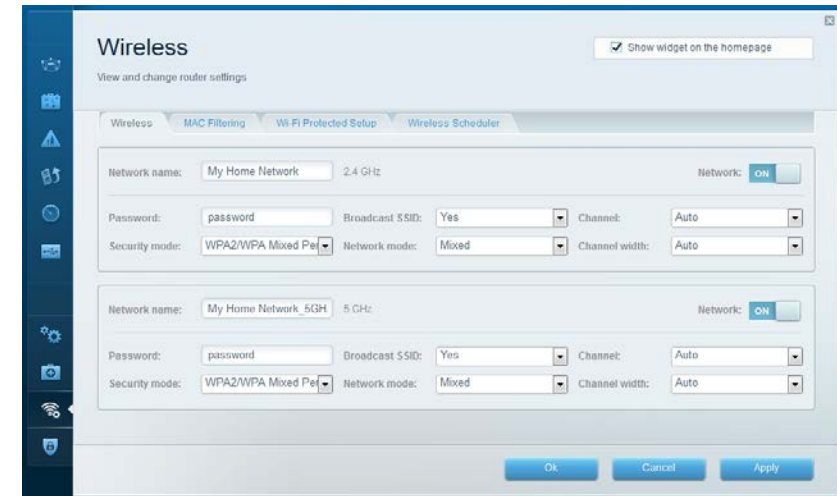 Wireless
Show widget on the homepage
View and change router settings
Wireless MAC Filtering Wi-Fi Protected Setup Wireless Scheduler
Network name: My Home Network 2.4 GHz Network: ON
Password: password Broadcast SSID: Yes Channel: Auto
Security mode: WPA2/WPA Mixed Per Network mode: Mixed Channel width: Auto
Network name: My Home Network_5GH 5 GHz Network: ON
Password: password Broadcast SSID: Yes Channel: Auto
Security mode: WPA2/WPA Mixed Per Network mode: Mixed Channel width: Auto
Ok Cancel Apply